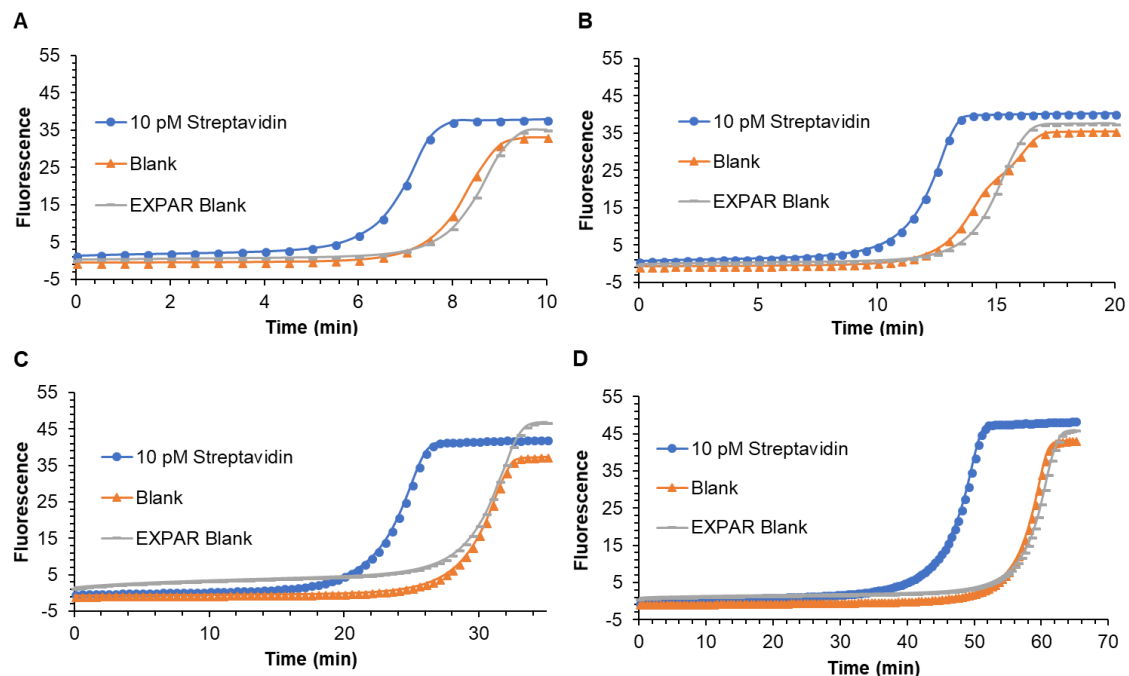 A
55
45
35
25
15
5
-5
Fluorescence
10 pM Streptavidin
Blank
EXPAR Blank
0 2 4 6 8 10
Time (min)
B
55
45
35
25
15
5
-5
Fluorescence
10 pM Streptavidin
Blank
EXPAR Blank
0 5 10 15 20
Time (min)
C
55
45
35
25
15
5
-5
Fluorescence
10 pM Streptavidin
Blank
EXPAR Blank
0 10 20 30
Time (min)
D
55
45
35
25
15
5
-5
Fluorescence
10 pM Streptavidin
Blank
EXPAR Blank
0 10 20 30 40 50 60 70
Time (min)